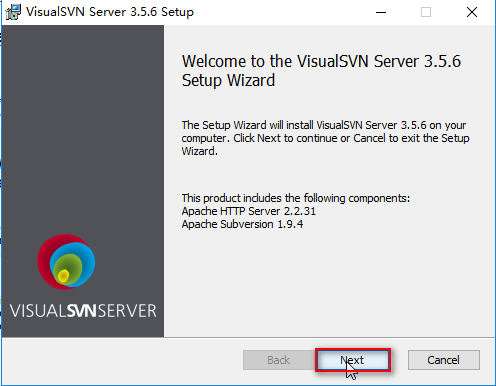 VisualSVN Server 3.5.6 Setup
Welcome to the VisualSVN Server 3.5.6
Setup Wizard
The Setup Wizard will install VisualSVN Server 3.5.6 on your
computer. Click Next to continue or Cancel to exit the Setup
Wizard.
This product includes the following components:
Apache HTTP Server 2.2.31
Apache Subversion 1.9.4
VISUALSVNSERVER
Back
Next
Cancel